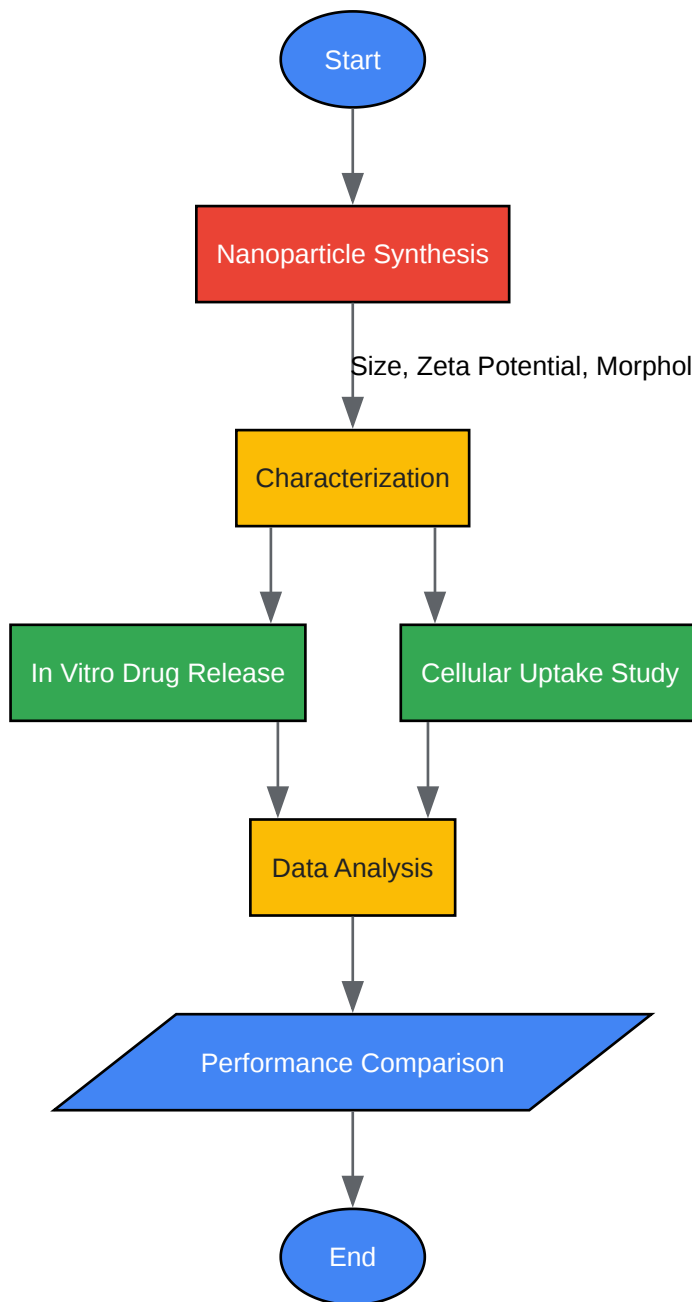 Start
Nanoparticle Synthesis
Size, Zeta Potential, Morphol
Characterization
In Vitro Drug Release
Cellular Uptake Study
Data Analysis
Performance Comparison
End